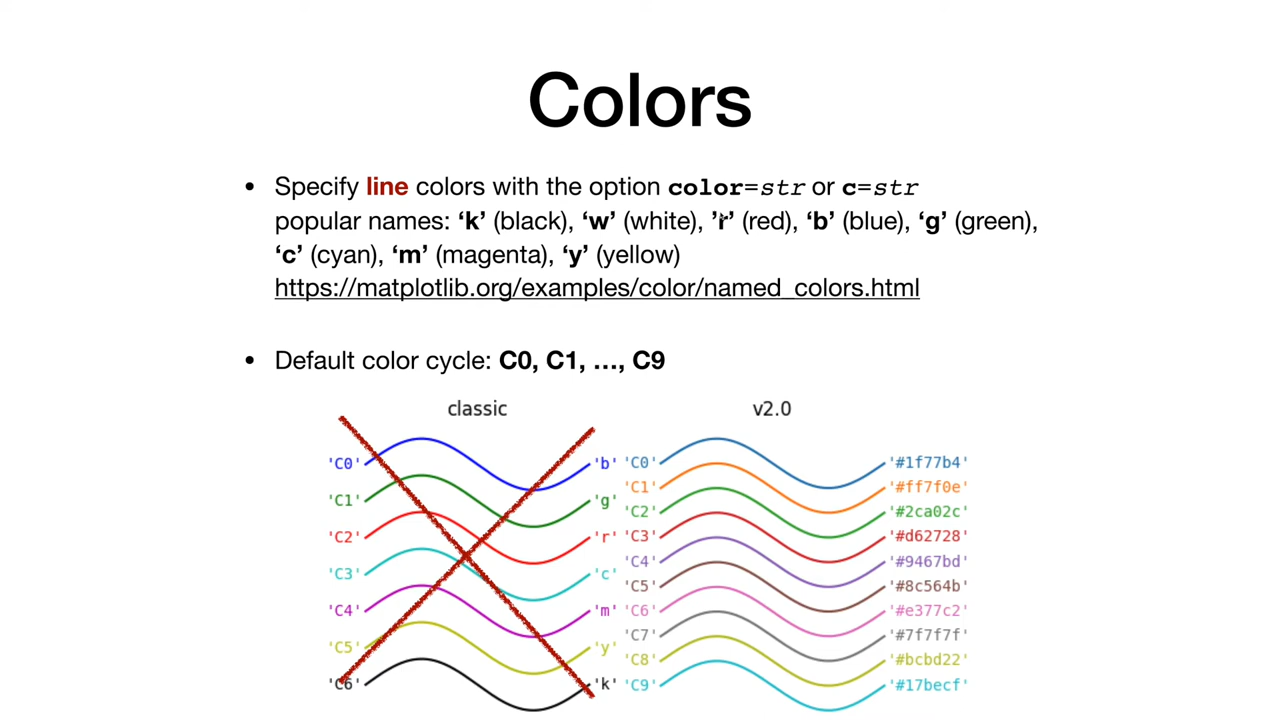 Colors
• Specify line colors with the option color=str or c=str
popular names: ‘k’ (black), ‘w’ (white), ’r’ (red), ‘b’ (blue), ‘g’ (green),
‘c’ (cyan), ‘m’ (magenta), ‘y’ (yellow)
https://matplotlib.org/examples/color/named_colors.html
• Default color cycle: C0, C1, …, C9
classic
'C0' 'b'
'C1' 'g'
'C2' 'r'
'C3' 'c'
'C4' 'm'
'C5' 'y'
'C6' 'k'
v2.0
'C0' '#1f77b4'
'C1' '#ff7f0e'
'C2' '#2ca02c'
'C3' '#d62728'
'C4' '#9467bd'
'C5' '#8c564b'
'C6' '#e377c2'
'C7' '#7f7f7f'
'C8' '#bcbd22'
'C9' '#17becf'